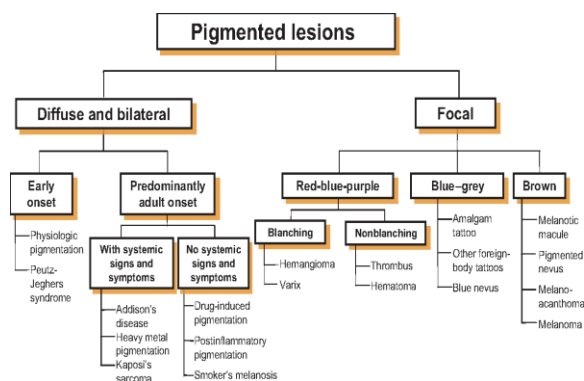 Pigmented lesions
Diffuse and bilateral
Focal
Early
onset
Predominantly
adult onset
Red-blue-purple
Blue–grey
Brown
Physiologic
pigmentation
Peutz-
Jeghers
syndrome
With systemic
signs and
symptoms
No systemic
signs and
symptoms
Blanching
Nonblanching
Addison's
disease
Heavy metal
pigmentation
Kaposi's
sarcoma
Drug-induced
pigmentation
Postinflammatory
pigmentation
Smoker's melanosis
Hemangioma
Varix
Thrombus
Hematoma
Amalgam
tattoo
Other foreign-
body tattoos
Blue nevus
Melanotic
macule
Pigmented
nevus
Melano-
acanthoma
Melanoma